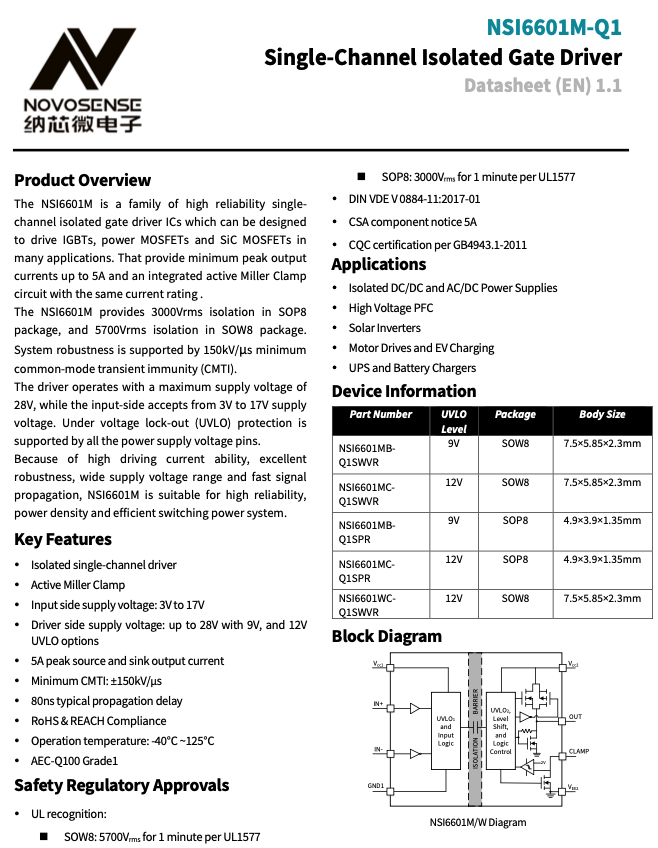 NSI6601M-Q1
Single-Channel Isolated Gate Driver
Datasheet (EN) 1.1
NOVOSENSE
纳芯微电子
Product Overview
The NSI6601M is a family of high reliability single-
channel isolated gate driver ICs which can be designed
to drive IGBTs, power MOSFETs and SiC MOSFETs in
many applications. That provide minimum peak output
currents up to 5A and an integrated active Miller Clamp
circuit with the same current rating .
The NSI6601M provides 3000Vrms isolation in SOP8
package, and 5700Vrms isolation in SOW8 package.
System robustness is supported by 150kV/μs minimum
common-mode transient immunity (CMTI).
The driver operates with a maximum supply voltage of
28V, while the input-side accepts from 3V to 17V supply
voltage. Under voltage lock-out (UVLO) protection is
supported by all the power supply voltage pins.
Because of high driving current ability, excellent
robustness, wide supply voltage range and fast signal
propagation, NSI6601M is suitable for high reliability,
power density and efficient switching power system.
Key Features
• Isolated single-channel driver
• Active Miller Clamp
• Input side supply voltage: 3V to 17V
• Driver side supply voltage: up to 28V with 9V, and 12V
UVLO options
• 5A peak source and sink output current
• Minimum CMTI: ±150kV/μs
• 80ns typical propagation delay
• RoHS & REACH Compliance
• Operation temperature: -40℃ ~125℃
• AEC-Q100 Grade1
Safety Regulatory Approvals
• UL recognition:
■ SOW8: 5700Vrms for 1 minute per UL1577
■ SOP8: 3000Vrms for 1 minute per UL1577
• DIN VDE V 0884-11:2017-01
• CSA component notice 5A
• CQC certification per GB4943.1-2011
Applications
• Isolated DC/DC and AC/DC Power Supplies
• High Voltage PFC
• Solar Inverters
• Motor Drives and EV Charging
• UPS and Battery Chargers
Device Information
Part Number UVLO Level Package Body Size
NSI6601MB-Q1SWVR 9V SOW8 7.5×5.85×2.3mm
NSI6601MC-Q1SWVR 12V SOW8 7.5×5.85×2.3mm
NSI6601MB-Q1SPR 9V SOP8 4.9×3.9×1.35mm
NSI6601MC-Q1SPR 12V SOP8 4.9×3.9×1.35mm
NSI6601WC-Q1SWVR 12V SOW8 7.5×5.85×2.3mm
Block Diagram
VCC1
IN+
IN-
GND1
UVLO1
and
Input
Logic
ISOLATION BARRIER
UVLO2,
Level
Shift,
and
Logic
Control
2V
VCC2
OUT
CLAMP
VEE2
NSI6601M/W Diagram